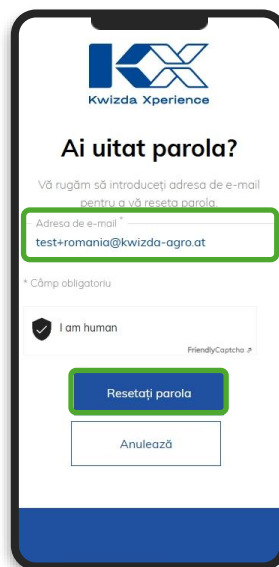 KX
Kwizda Xperience
Ai uitat parola?
Vă rugăm să introduceți adresa de e-mail
pentru a vă reseta parola.
Adresa de e-mail *
test+romania@kwizda-agro.at
* Câmp obligatoriu
I am human
FriendlyCaptcha ⇗
Resetați parola
Anulează